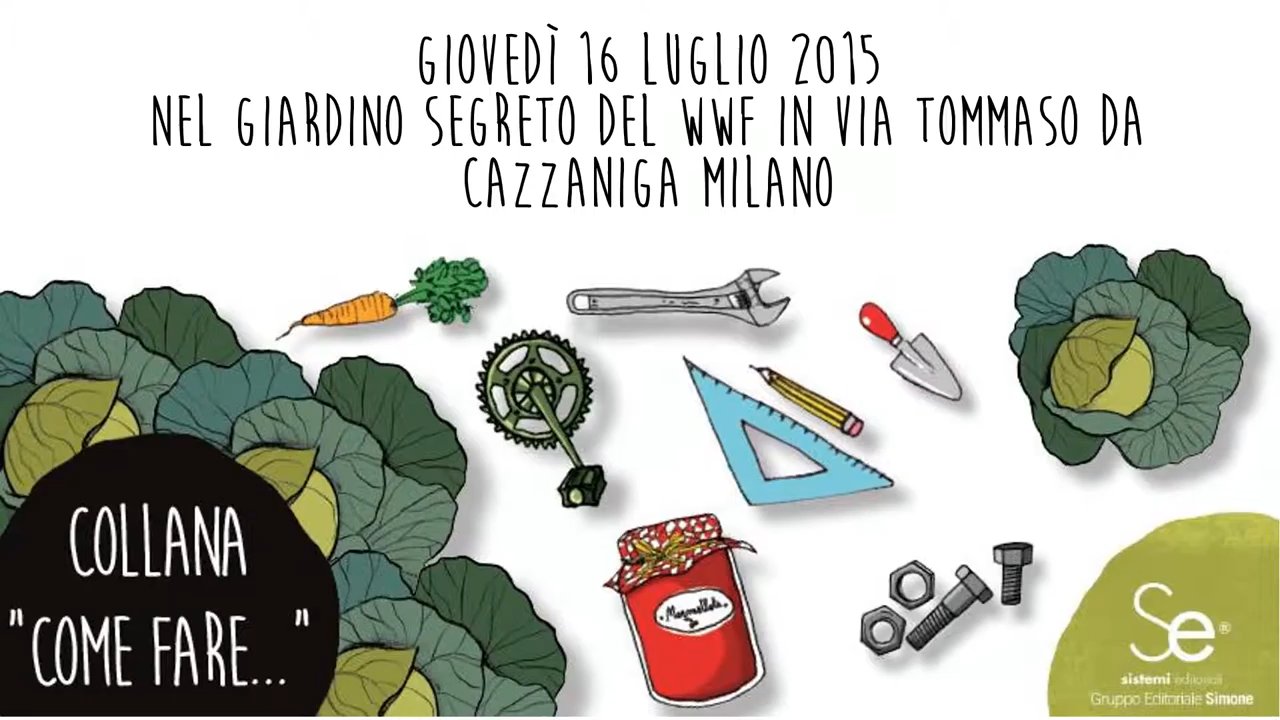 GIOVEDÌ 16 LUGLIO 2015
NEL GIARDINO SEGRETO DEL WWF IN VIA TOMMASO DA
CAZZANIGA MILANO
COLLANA
"COME FARE..."
Marmellata
Se®
sistemi editoriali
Gruppo Editoriale Simone